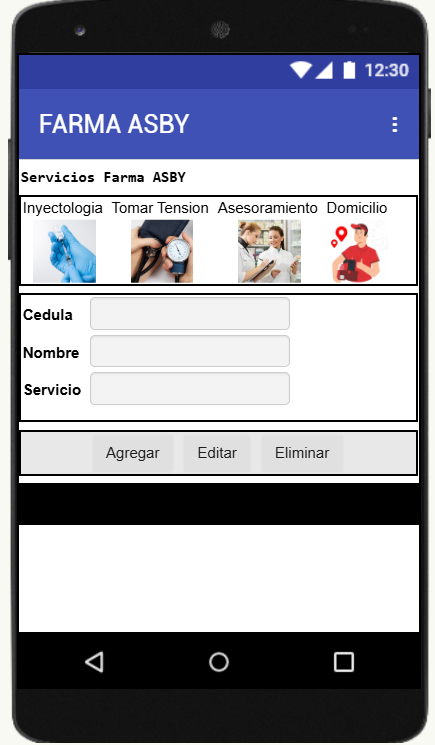 12:30
FARMA ASBY
Servicios Farma ASBY
Inyectologia Tomar Tension Asesoramiento Domicilio
Cedula
Nombre
Servicio
Agregar Editar Eliminar